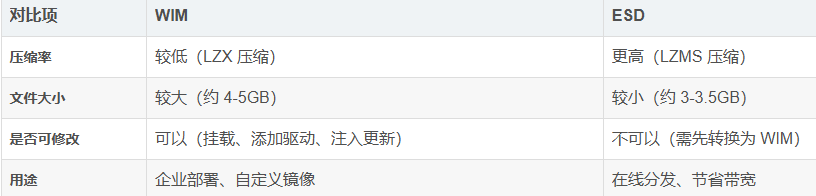 对比项 WIM ESD
压缩率 较低（LZX 压缩） 更高（LZMS 压缩）
文件大小 较大（约 4-5GB） 较小（约 3-3.5GB）
是否可修改 可以（挂载、添加驱动、注入更新） 不可以（需先转换为 WIM）
用途 企业部署、自定义镜像 在线分发、节省带宽